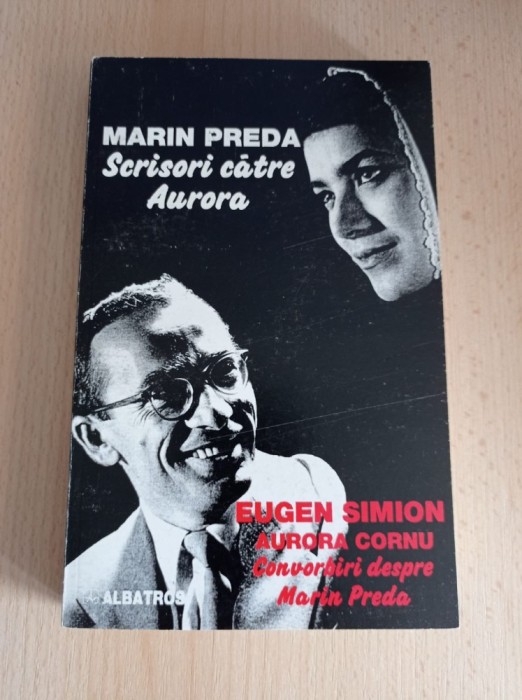 MARIN PREDA
Scrisori către
Aurora
EUGEN SIMION
AURORA CORNU
Convorbiri despre
Marin Preda
ALBATROS